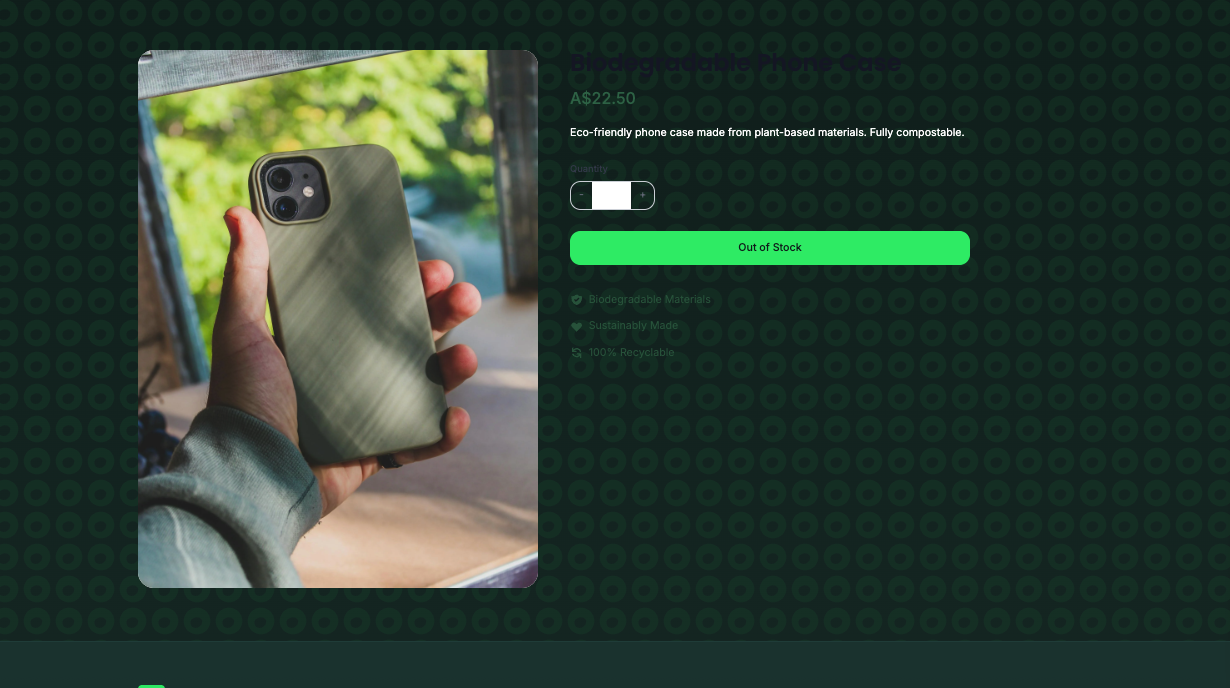 Biodegradable Phone Case
A$22.50
Eco-friendly phone case made from plant-based materials. Fully compostable.
Quantity
- +
Out of Stock
Biodegradable Materials
Sustainably Made
100% Recyclable